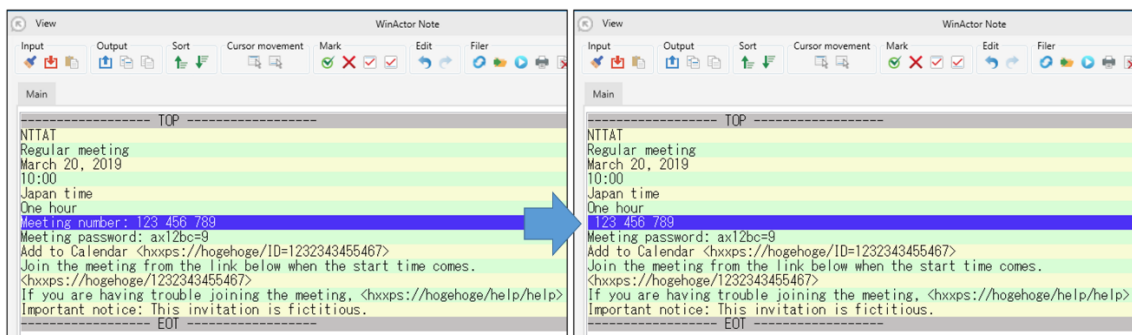 View WinActor Note
Input Output Sort Cursor movement Mark Edit Filer
Main
------------------ TOP ------------------
NTTAT
Regular meeting
March 20, 2019
10:00
Japan time
One hour
Meeting number: 123 456 789
Meeting password: ax12bc=9
Add to Calendar <hxxps://hogehoge/ID=1232343455467>
Join the meeting from the link below when the start time comes.
<hxxps://hogehoge/1232343455467>
If you are having trouble joining the meeting, <hxxps://hogehoge/help/help>
Important notice: This invitation is fictitious.
------------------ EOT ------------------
View WinActor Note
Input Output Sort Cursor movement Mark Edit Filer
Main
------------------ TOP ------------------
NTTAT
Regular meeting
March 20, 2019
10:00
Japan time
One hour
123 456 789
Meeting password: ax12bc=9
Add to Calendar <hxxps://hogehoge/ID=1232343455467>
Join the meeting from the link below when the start time comes.
<hxxps://hogehoge/1232343455467>
If you are having trouble joining the meeting, <hxxps://hogehoge/help/help>
Important notice: This invitation is fictitious.
------------------ EOT ------------------